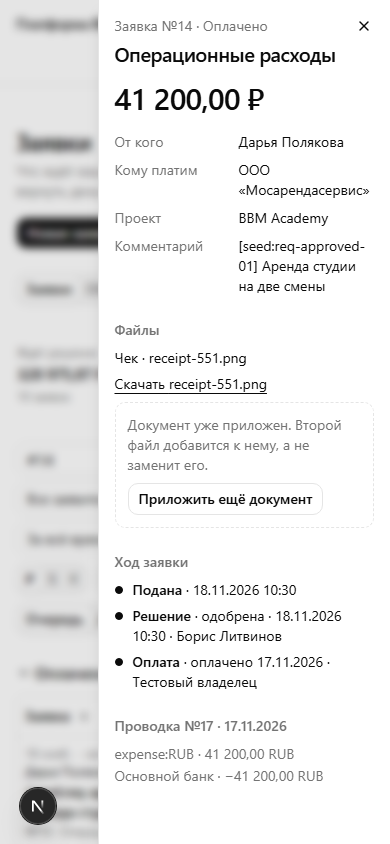 Заявка №14 · Оплачено
Операционные расходы
41 200,00 ₽
От кого
Дарья Полякова
Кому платим
ООО
«Мосарендасервис»
Проект
BBM Academy
Комментарий
[seed:req-approved-
01] Аренда студии
на две смены
Файлы
Чек · receipt-551.png
Скачать receipt-551.png
Документ уже приложен. Второй
файл добавится к нему, а не
заменит его.
Приложить ещё документ
Ход заявки
Подана · 18.11.2026 10:30
Решение · одобрена · 18.11.2026
10:30 · Борис Литвинов
Оплата · оплачено 17.11.2026 ·
Тестовый владелец
Проводка №17 · 17.11.2026
expense:RUB · 41 200,00 RUB
Основной банк · −41 200,00 RUB
Заявки
N